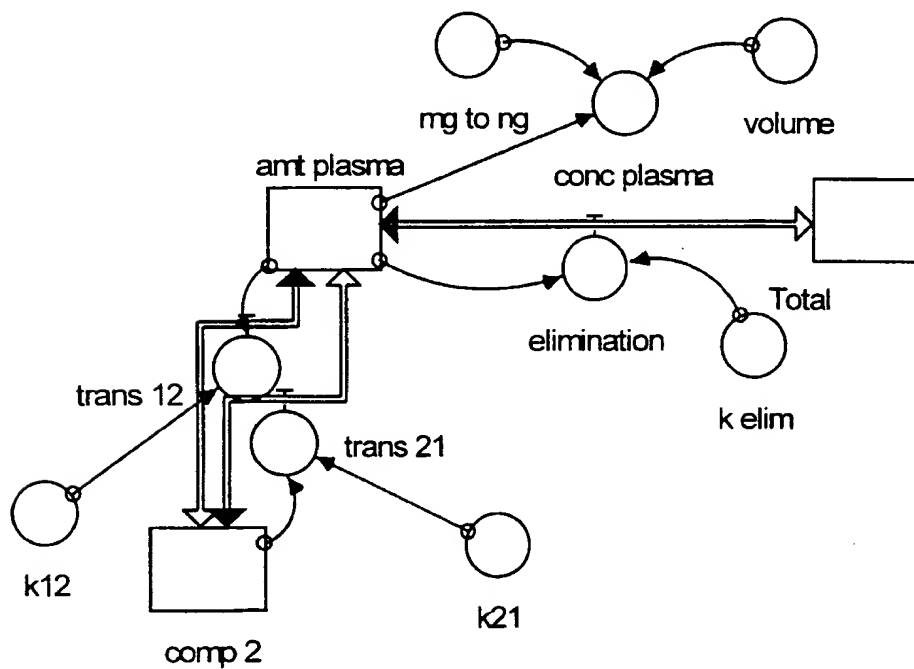 mg to ng
volume
amt plasma
conc plasma
Total
elimination
trans 12
k elim
trans 21
k12
k21
comp 2